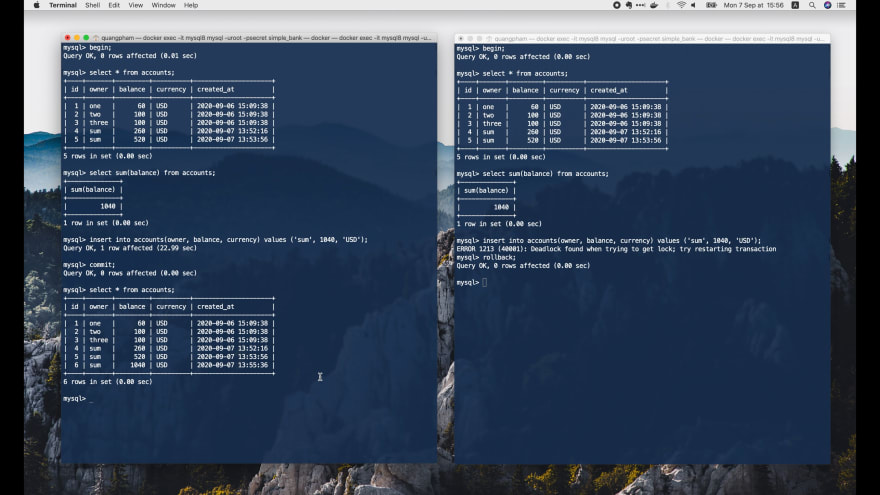 Terminal Shell Edit View Window Help
Mon 7 Sep at 15:56
quangpham — docker exec -it mysql8 mysql -uroot -psecret simple_bank — docker — docker exec -it mysql8 mysql -u...
mysql> begin;
Query OK, 0 rows affected (0.01 sec)
mysql> select * from accounts;
| id | owner | balance | currency | created_at |
| 1 | one | 60 | USD | 2020-09-06 15:09:38 |
| 2 | two | 100 | USD | 2020-09-06 15:09:38 |
| 3 | three | 100 | USD | 2020-09-06 15:09:38 |
| 4 | sum | 260 | USD | 2020-09-07 13:52:16 |
| 5 | sum | 520 | USD | 2020-09-07 13:53:56 |
5 rows in set (0.00 sec)
mysql> select sum(balance) from accounts;
| sum(balance) |
| 1040 |
1 row in set (0.00 sec)
mysql> insert into accounts(owner, balance, currency) values ('sum', 1040, 'USD');
Query OK, 1 row affected (22.99 sec)
mysql> commit;
Query OK, 0 rows affected (0.00 sec)
mysql> select * from accounts;
| id | owner | balance | currency | created_at |
| 1 | one | 60 | USD | 2020-09-06 15:09:38 |
| 2 | two | 100 | USD | 2020-09-06 15:09:38 |
| 3 | three | 100 | USD | 2020-09-06 15:09:38 |
| 4 | sum | 260 | USD | 2020-09-07 13:52:16 |
| 5 | sum | 520 | USD | 2020-09-07 13:53:56 |
| 6 | sum | 1040 | USD | 2020-09-07 13:55:36 |
6 rows in set (0.00 sec)
mysql> _
quangpham — docker exec -it mysql8 mysql -uroot -psecret simple_bank — docker — docker exec -it mysql8 mysql -u...
mysql> begin;
Query OK, 0 rows affected (0.00 sec)
mysql> select * from accounts;
| id | owner | balance | currency | created_at |
| 1 | one | 60 | USD | 2020-09-06 15:09:38 |
| 2 | two | 100 | USD | 2020-09-06 15:09:38 |
| 3 | three | 100 | USD | 2020-09-06 15:09:38 |
| 4 | sum | 260 | USD | 2020-09-07 13:52:16 |
| 5 | sum | 520 | USD | 2020-09-07 13:53:56 |
5 rows in set (0.00 sec)
mysql> select sum(balance) from accounts;
| sum(balance) |
| 1040 |
1 row in set (0.00 sec)
mysql> insert into accounts(owner, balance, currency) values ('sum', 1040, 'USD');
ERROR 1213 (40001): Deadlock found when trying to get lock; try restarting transaction
mysql> rollback;
Query OK, 0 rows affected (0.00 sec)
mysql>